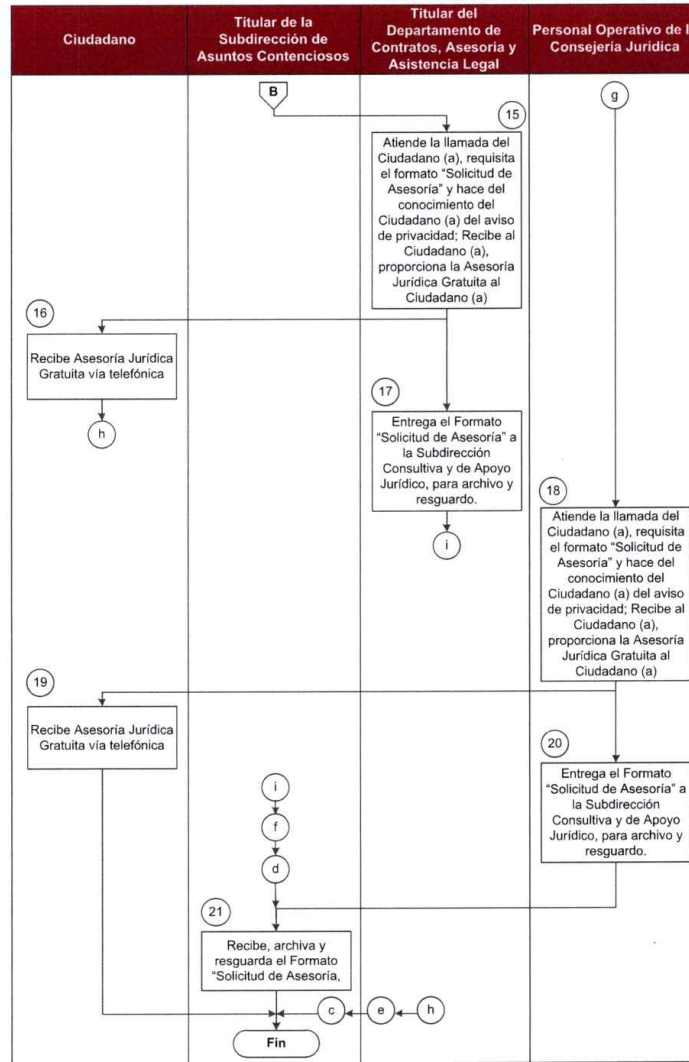 Ciudadano
Titular de la
Subdirección de
Asuntos Contenciosos
Titular del
Departamento de
Contratos, Asesoría y
Asistencia Legal
Personal Operativo de l
Consejería Jurídica
B
g
15
Atiende la llamada del
Ciudadano (a), requisita
el formato “Solicitud de
Asesoría” y hace del
conocimiento del
Ciudadano (a) del aviso
de privacidad; Recibe al
Ciudadano (a),
proporciona la Asesoría
Jurídica Gratuita al
Ciudadano (a)
16
Recibe Asesoría Jurídica
Gratuita vía telefónica
h
17
Entrega el Formato
“Solicitud de Asesoría” a
la Subdirección
Consultiva y de Apoyo
Jurídico, para archivo y
resguardo.
i
18
Atiende la llamada del
Ciudadano (a), requisita
el formato “Solicitud de
Asesoría” y hace del
conocimiento del
Ciudadano (a) del aviso
de privacidad; Recibe al
Ciudadano (a),
proporciona la Asesoría
Jurídica Gratuita al
Ciudadano (a)
19
Recibe Asesoría Jurídica
Gratuita vía telefónica
20
Entrega el Formato
“Solicitud de Asesoría” a
la Subdirección
Consultiva y de Apoyo
Jurídico, para archivo y
resguardo.
i
f
d
21
Recibe, archiva y
resguarda el Formato
“Solicitud de Asesoría,
c
e
h
Fin